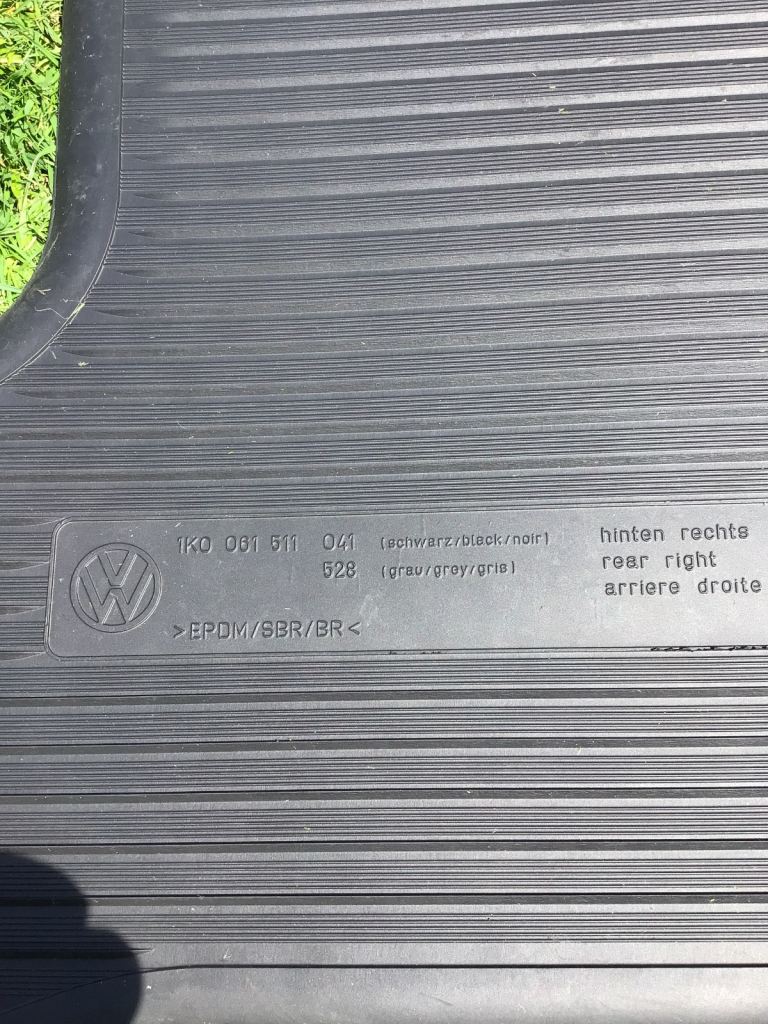 1K0 061 511 041 (schwarz/black/noir)
528 (grau/grey/gris)
>EPDM/SBR/BR<
hinten rechts
rear right
arriere droite
VW